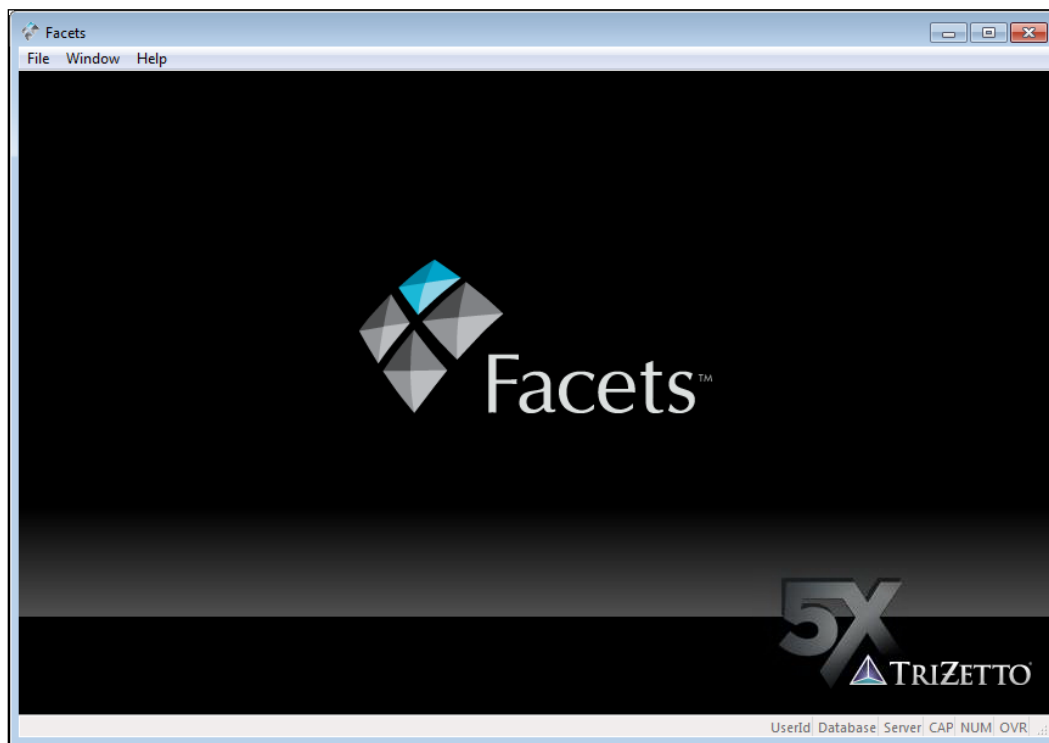 Facets
File Window Help
Facets™
5X
TRIZETTO
UserId Database Server CAP NUM OVR